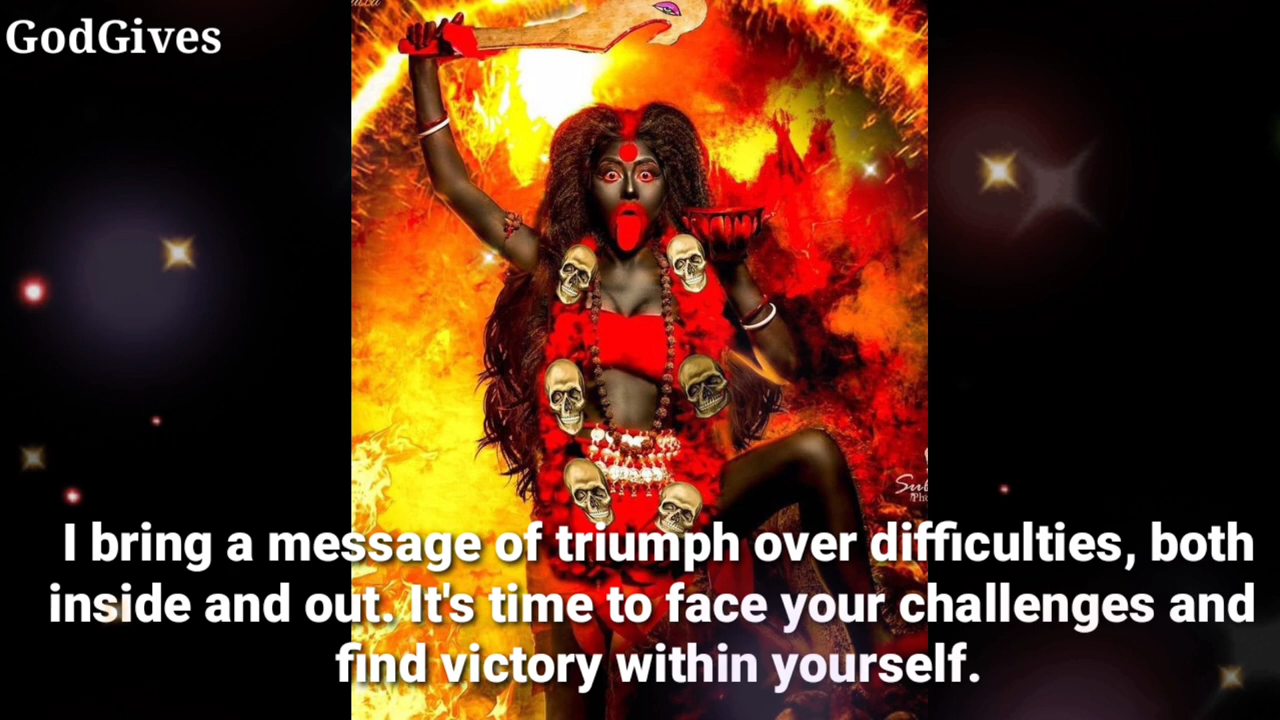 GodGives
I bring a message of triumph over difficulties, both
inside and out. It's time to face your challenges and
find victory within yourself.